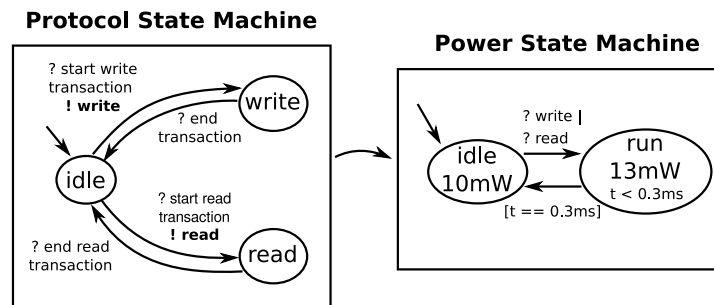 Protocol State Machine
? start write
transaction
! write
write
? end
transaction
idle
? start read
transaction
! read
? end read
transaction
read
Power State Machine
? write |
? read
idle
10mW
run
13mW
t < 0.3ms
[t == 0.3ms]